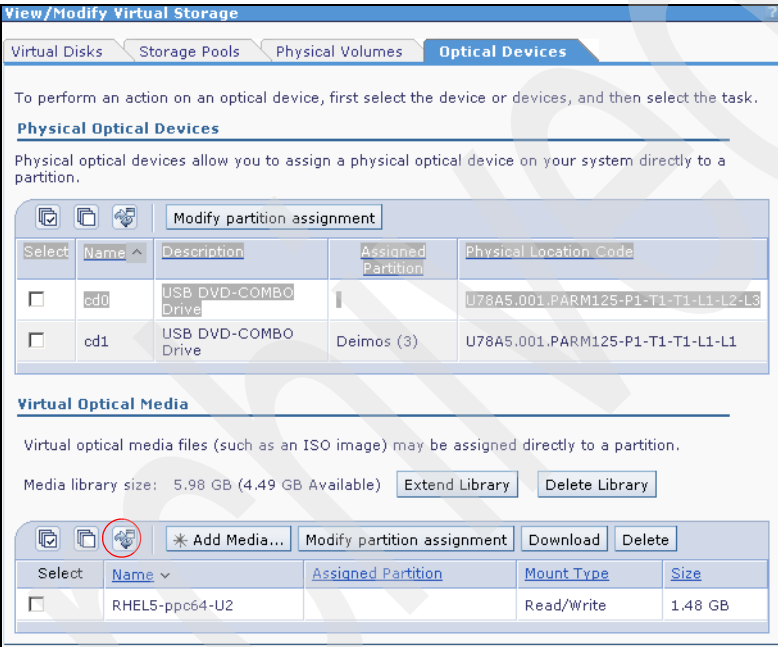 View/Modify Virtual Storage
?
Virtual Disks Storage Pools Physical Volumes Optical Devices
To perform an action on an optical device, first select the device or devices, and then select the task.
Physical Optical Devices
Physical optical devices allow you to assign a physical optical device on your system directly to a
partition.
Modify partition assignment
Select Name Description Assigned Partition Physical Location Code
cd0 USB DVD-COMBO Drive U78A5.001.PARM125-P1-T1-T1-L1-L2-L3
cd1 USB DVD-COMBO Drive Deimos (3) U78A5.001.PARM125-P1-T1-T1-L1-L1
Virtual Optical Media
Virtual optical media files (such as an ISO image) may be assigned directly to a partition.
Media library size: 5.98 GB (4.49 GB Available) Extend Library Delete Library
Add Media... Modify partition assignment Download Delete
Select Name Assigned Partition Mount Type Size
RHEL5-ppc64-U2 Read/Write 1.48 GB